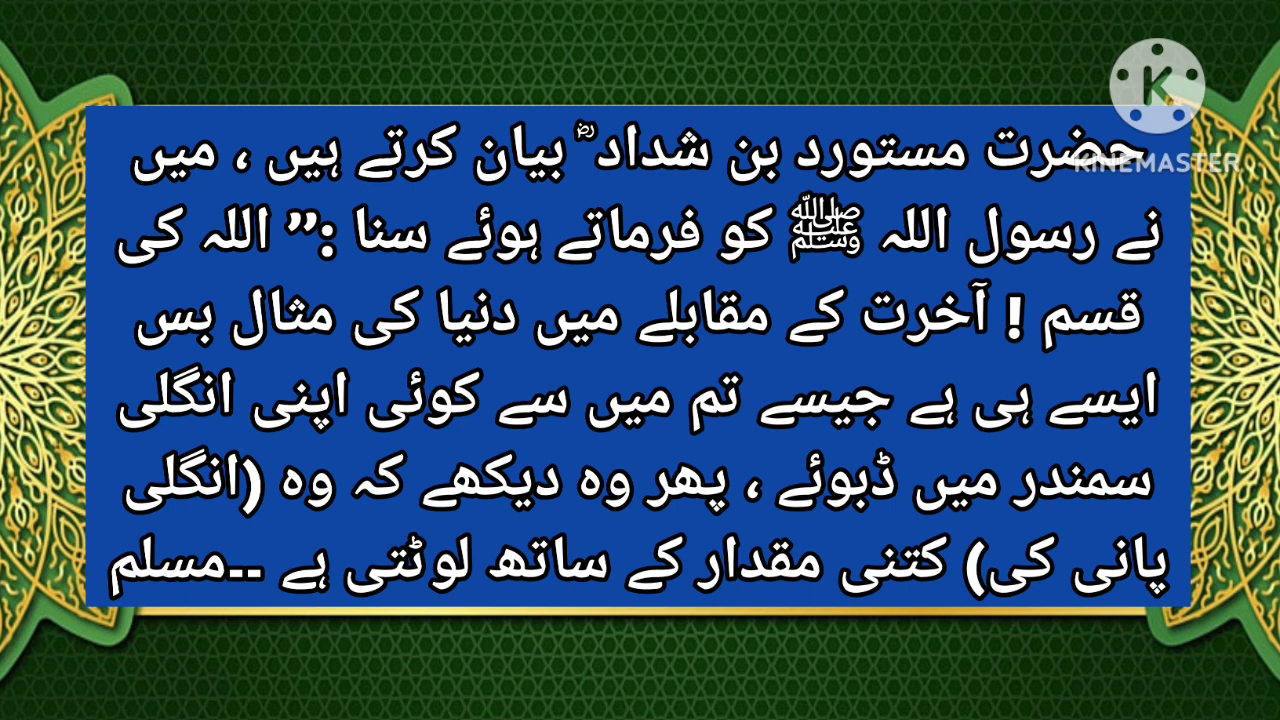 K
KINEMASTER
حضرت مستورد بن شداد ؓ بیان کرتے ہیں ، میں
نے رسول اللہ ﷺ کو فرماتے ہوئے سنا :’’ اللہ کی
قسم ! آخرت کے مقابلے میں دنیا کی مثال بس
ایسے ہی ہے جیسے تم میں سے کوئی اپنی انگلی
سمندر میں ڈبوئے ، پھر وہ دیکھے کہ وہ (انگلی
پانی کی) کتنی مقدار کے ساتھ لوٹتی ہے ۔۔مسلم